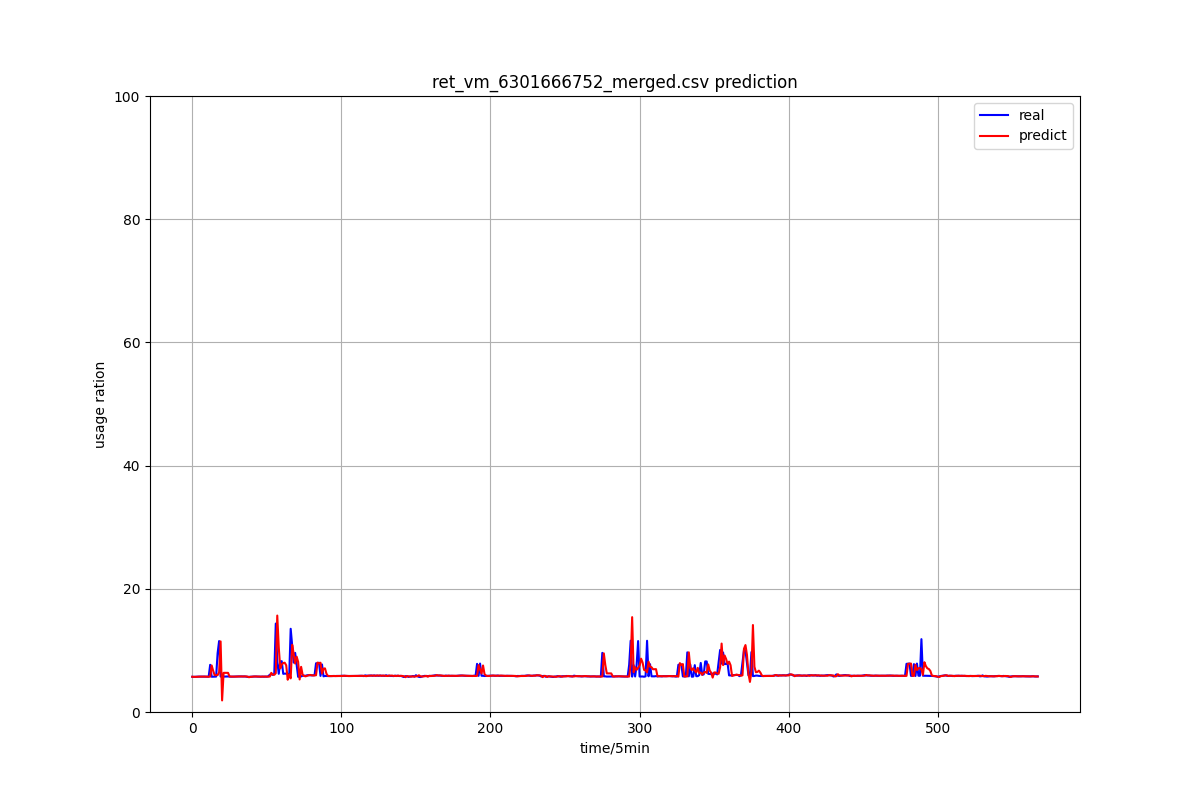 ret_vm_6301666752_merged.csv prediction
real
predict
usage ration
100
80
60
40
20
0
0 100 200 300 400 500
time/5min